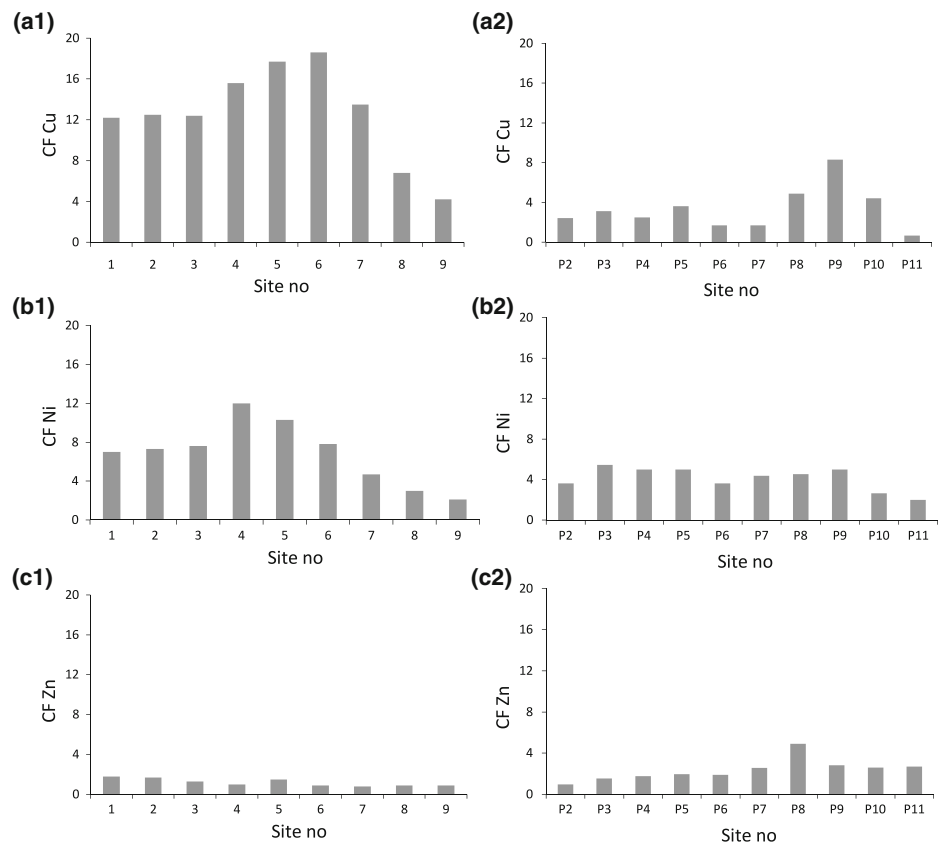 (a1)
20
16
12
8
4
0
CF Cu
1 2 3 4 5 6 7 8 9
Site no
(a2)
20
16
12
8
4
0
CF Cu
P2 P3 P4 P5 P6 P7 P8 P9 P10 P11
Site no
(b1)
20
16
12
8
4
0
CF Ni
1 2 3 4 5 6 7 8 9
Site no
(b2)
20
16
12
8
4
0
CF Ni
P2 P3 P4 P5 P6 P7 P8 P9 P10 P11
Site no
(c1)
20
16
12
8
4
0
CF Zn
1 2 3 4 5 6 7 8 9
Site no
(c2)
20
16
12
8
4
0
CF Zn
P2 P3 P4 P5 P6 P7 P8 P9 P10 P11
Site no